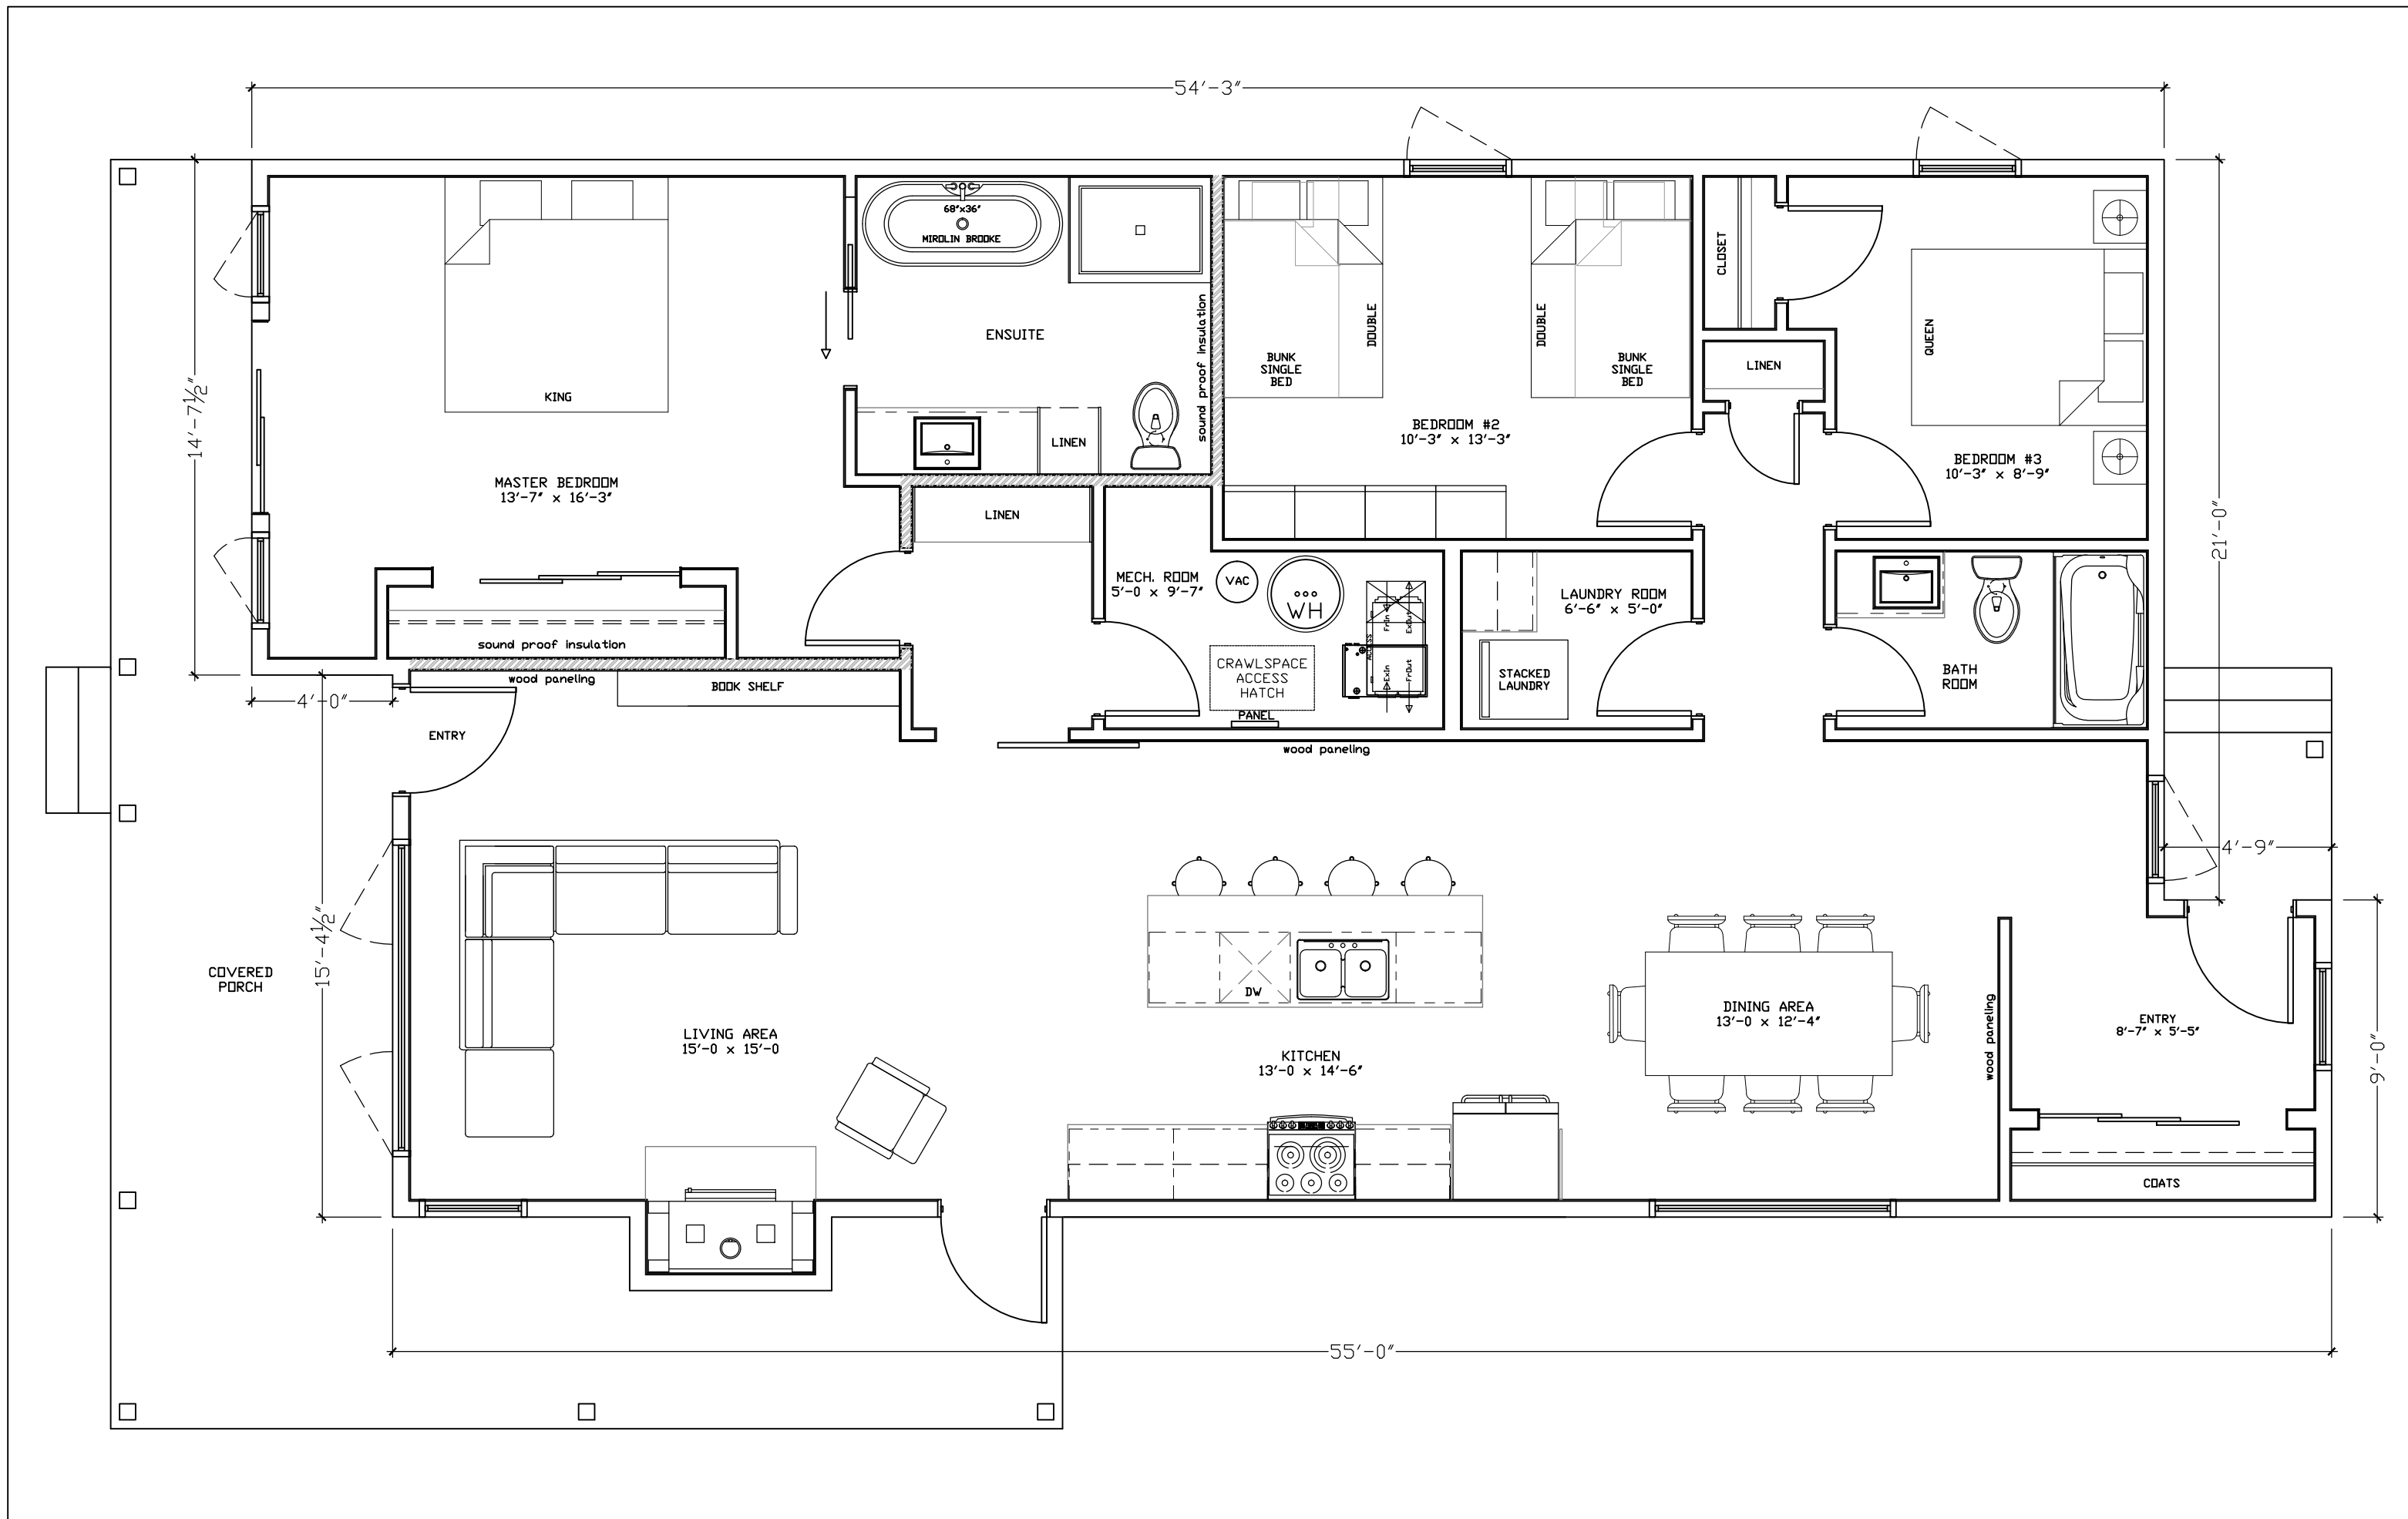 54'-3"
68"x36"
MIROLIN BROOKE
CLOSET
sound proof insulation
ENSUITE
DOUBLE
DOUBLE
QUEEN
BUNK
SINGLE
BED
BUNK
SINGLE
BED
LINEN
KING
14'-7½"
BEDROOM #2
10'-3" x 13'-3"
LINEN
MASTER BEDROOM
13'-7" x 16'-3"
BEDROOM #3
10'-3" x 8'-9"
LINEN
21'-0"
MECH. ROOM
5'-0 x 9'-7"
VAC
WH
FrIn
ExOut
ACCESS
ExIn
FrOut
LAUNDRY ROOM
6'-6" x 5'-0"
sound proof insulation
CRAWLSPACE
ACCESS
HATCH
PANEL
STACKED
LAUNDRY
BATH
ROOM
wood paneling
BOOK SHELF
4'-0"
ENTRY
wood paneling
4'-9"
15'-4½"
COVERED
PORCH
DW
LIVING AREA
15'-0 x 15'-0
DINING AREA
13'-0 x 12'-4"
wood paneling
ENTRY
8'-7" x 5'-5"
KITCHEN
13'-0 x 14'-6"
9'-0"
COATS
55'-0"